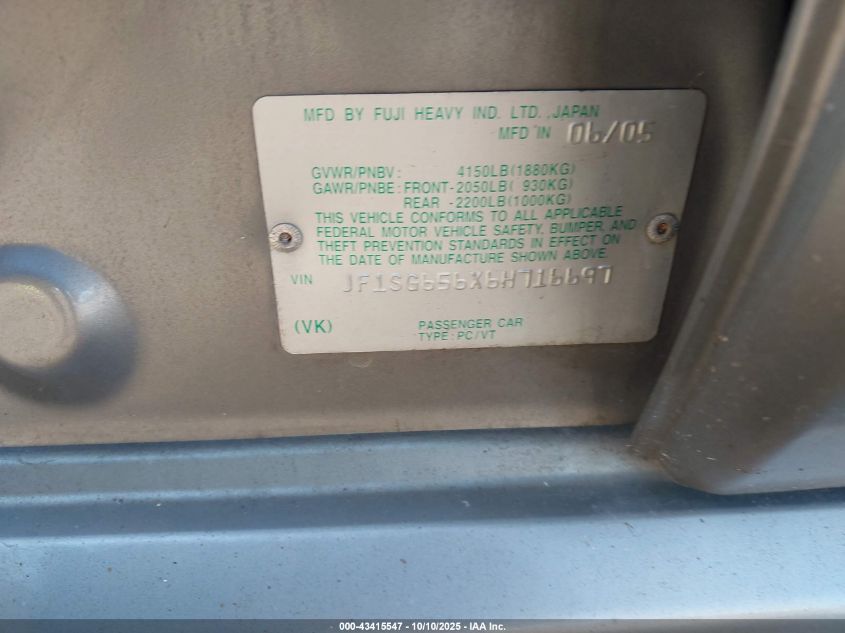 MFD BY FUJI HEAVY IND. LTD., JAPAN
MFD IN 06/05
GVWR/PNBV: 4150LB(1880KG)
GAWR/PNBE: FRONT-2050LB( 930KG)
REAR -2200LB(1000KG)
THIS VEHICLE CONFORMS TO ALL APPLICABLE
FEDERAL MOTOR VEHICLE SAFETY, BUMPER, AND
THEFT PREVENTION STANDARDS IN EFFECT ON
THE DATE OF MANUFACTURE SHOWN ABOVE.
VIN JF1SG656X6H716697
(VK) PASSENGER CAR
TYPE: PC/VT
000-43415547 - 10/10/2025 - IAA Inc.